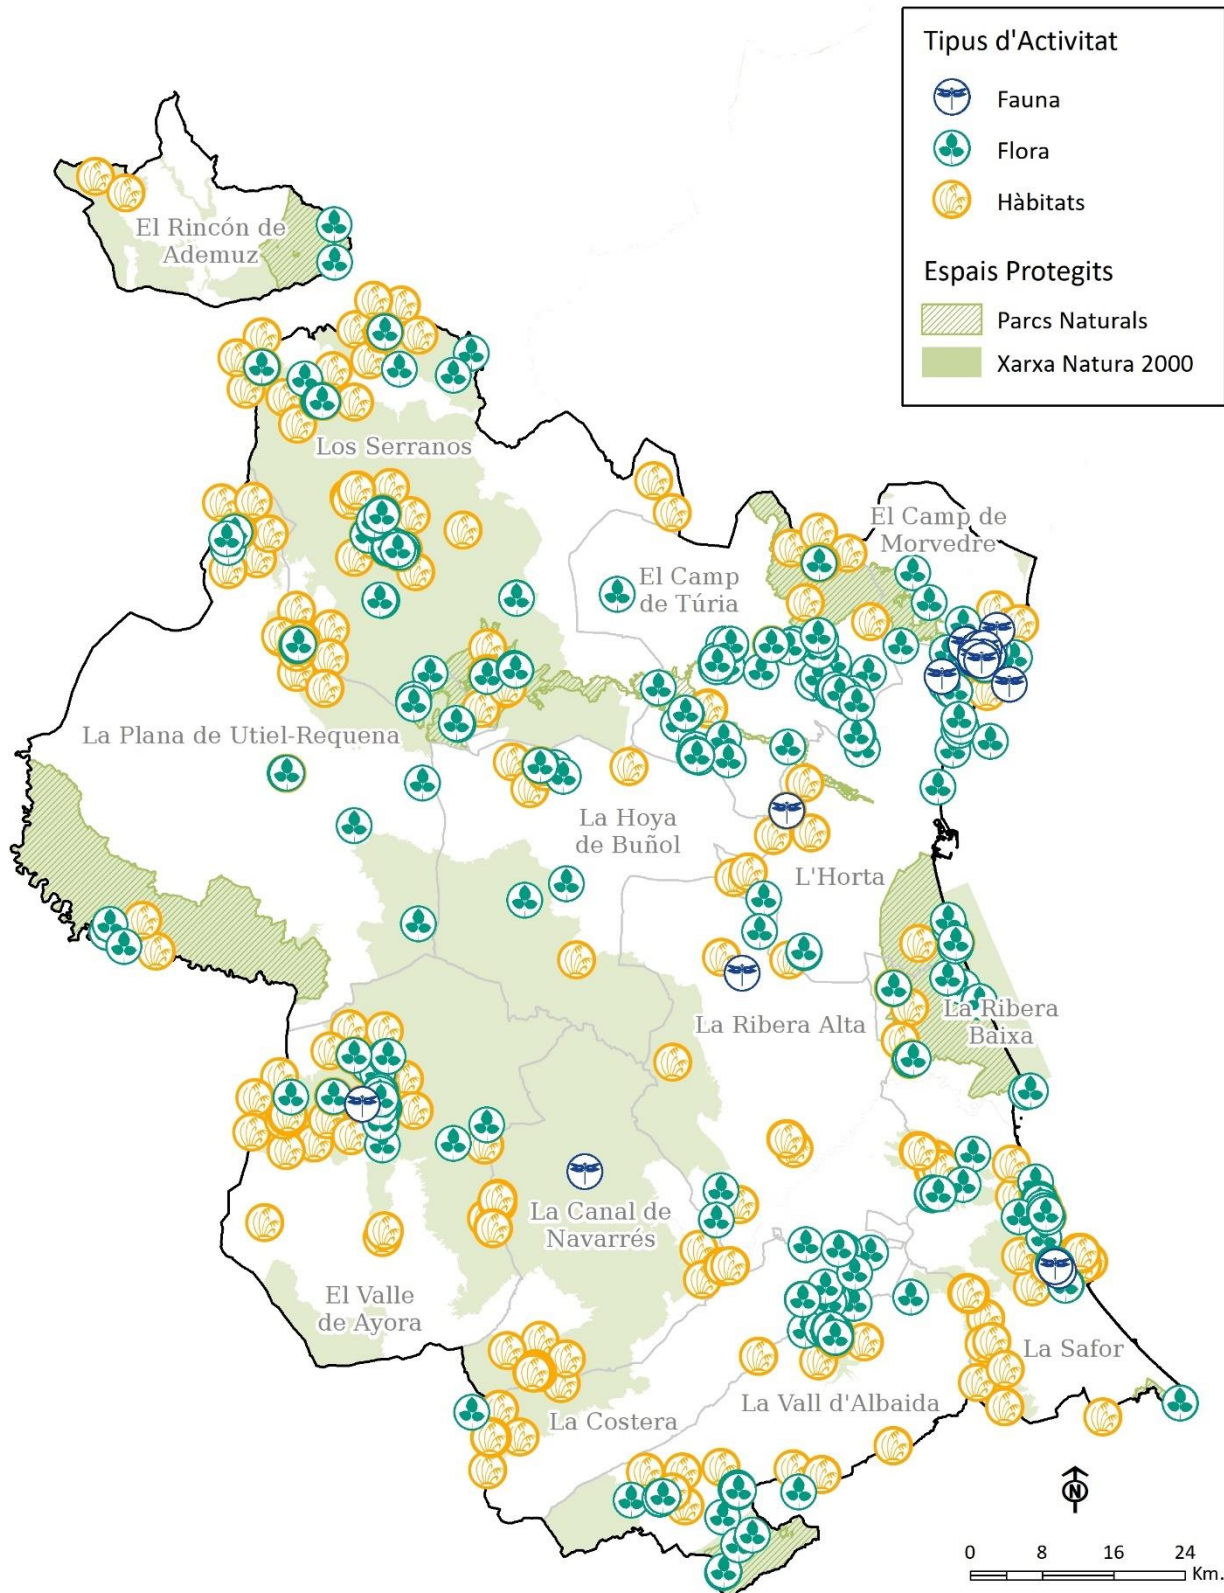 Tipus d'Activitat
Fauna
Flora
Hàbitats
Espais Protegits
Parcs Naturals
Xarxa Natura 2000
El Rincón de
Ademuz
Los Serranos
El Camp de
Morvedre
El Camp
de Túria
La Plana de Utiel-Requena
La Hoya
de Buñol
L'Horta
La Ribera Alta
La Ribera
Baixa
La Canal de
Navarrés
El Valle
de Ayora
La Safor
La Vall d'Albaida
La Costera
N
0 8 16 24
Km.